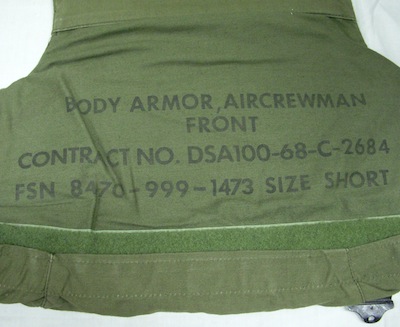 BODY ARMOR, AIRCREWMAN
FRONT
CONTRACT NO. DSA100-68-C-2684
FSN 8470-999-1473 SIZE SHORT